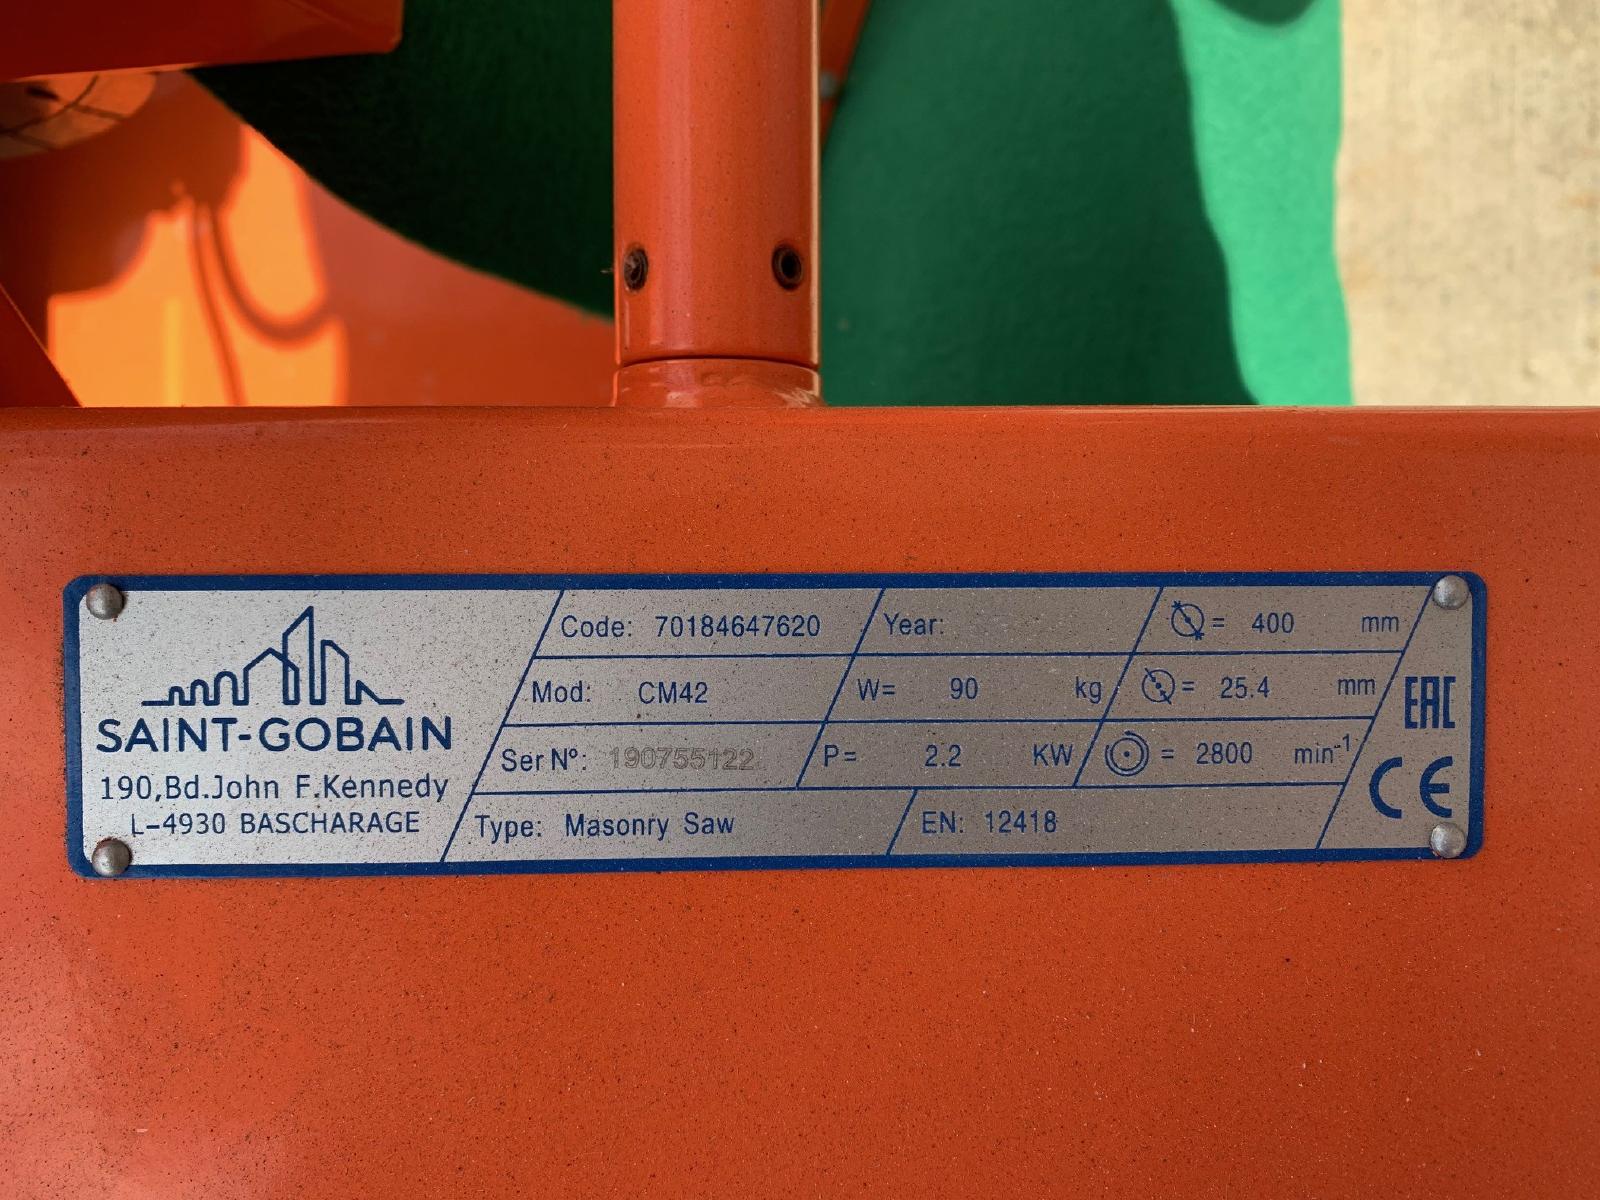 SAINT-GOBAIN
190,Bd.John F.Kennedy
L-4930 BASCHARAGE
Code: 70184647620
Year:
= 400 mm
Mod: CM42
W= 90 kg
= 25.4 mm
Ser Nº: 190755122
P= 2.2 KW
= 2800 min⁻¹
Type: Masonry Saw
EN: 12418
EAC
CE